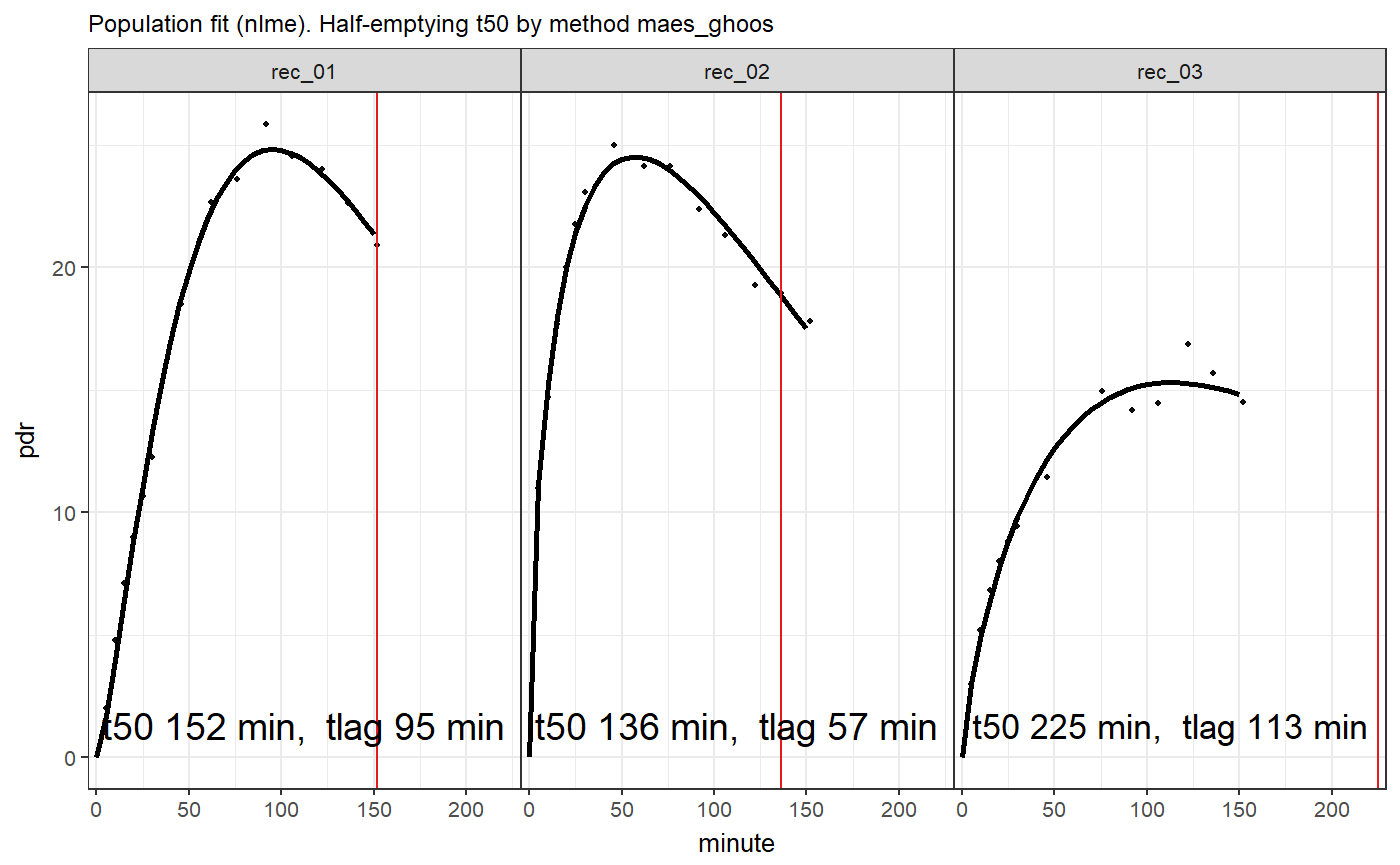 Population fit (nlme). Half-emptying t50 by method maes_ghoos
rec_01 rec_02 rec_03
20
10
0
pdr
t50 152 min, tlag 95 min t50 136 min, tlag 57 min t50 225 min, tlag 113 min
0 50 100 150 200 0 50 100 150 200 0 50 100 150 200
minute